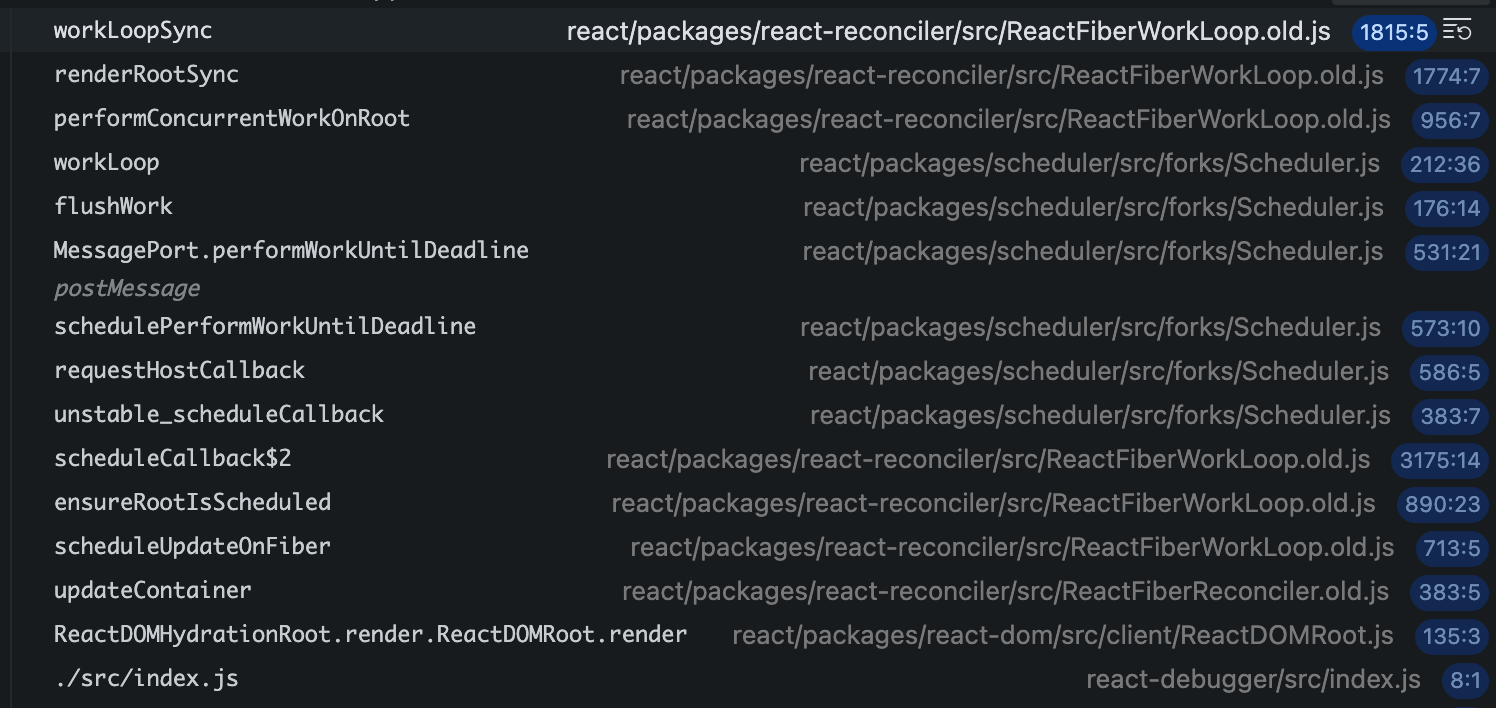 workLoopSync react/packages/react-reconciler/src/ReactFiberWorkLoop.old.js 1815:5
renderRootSync react/packages/react-reconciler/src/ReactFiberWorkLoop.old.js 1774:7
performConcurrentWorkOnRoot react/packages/react-reconciler/src/ReactFiberWorkLoop.old.js 956:7
workLoop react/packages/scheduler/src/forks/Scheduler.js 212:36
flushWork react/packages/scheduler/src/forks/Scheduler.js 176:14
MessagePort.performWorkUntilDeadline react/packages/scheduler/src/forks/Scheduler.js 531:21
postMessage
schedulePerformWorkUntilDeadline react/packages/scheduler/src/forks/Scheduler.js 573:10
requestHostCallback react/packages/scheduler/src/forks/Scheduler.js 586:5
unstable_scheduleCallback react/packages/scheduler/src/forks/Scheduler.js 383:7
scheduleCallback$2 react/packages/react-reconciler/src/ReactFiberWorkLoop.old.js 3175:14
ensureRootIsScheduled react/packages/react-reconciler/src/ReactFiberWorkLoop.old.js 890:23
scheduleUpdateOnFiber react/packages/react-reconciler/src/ReactFiberWorkLoop.old.js 713:5
updateContainer react/packages/react-reconciler/src/ReactFiberReconciler.old.js 383:5
ReactDOMHydrationRoot.render.ReactDOMRoot.render react/packages/react-dom/src/client/ReactDOMRoot.js 135:3
./src/index.js react-debugger/src/index.js 8:1